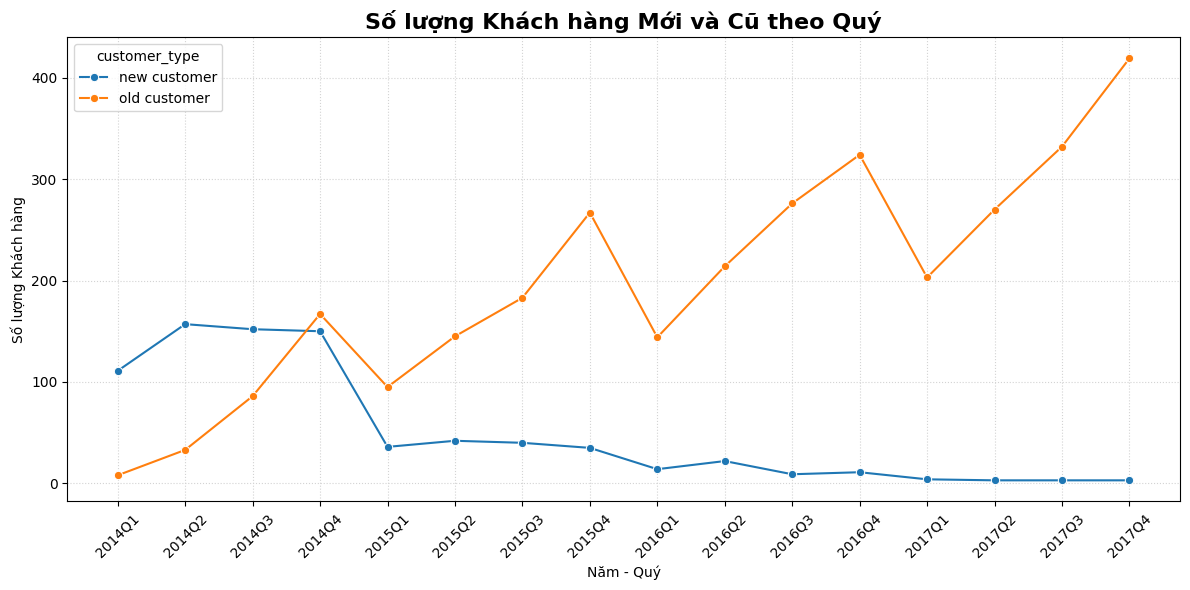 Số lượng Khách hàng Mới và Cũ theo Quý
customer_type
new customer
old customer
Số lượng Khách hàng
400
300
200
100
0
2014Q1
2014Q2
2014Q3
2014Q4
2015Q1
2015Q2
2015Q3
2015Q4
2016Q1
2016Q2
2016Q3
2016Q4
2017Q1
2017Q2
2017Q3
2017Q4
Năm - Quý